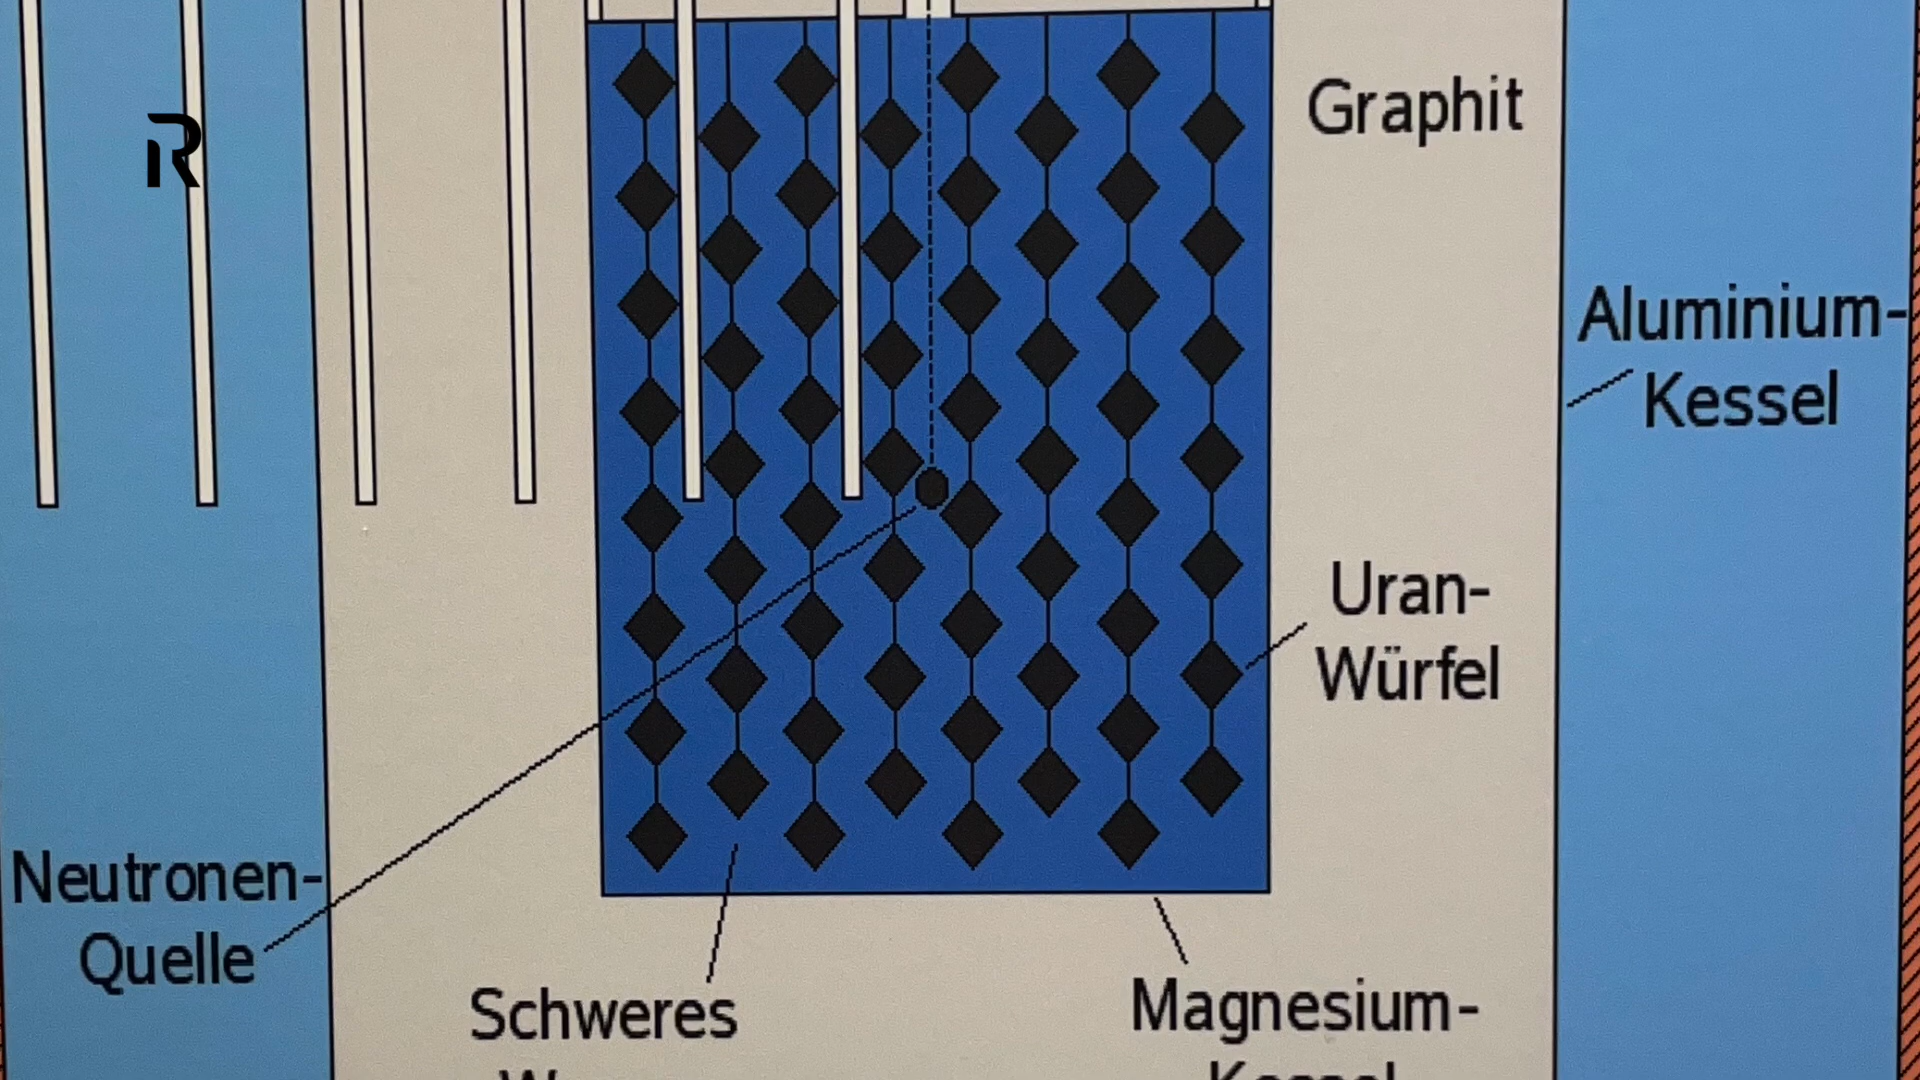 R
Graphit
Aluminium-
Kessel
Uran-
Würfel
Neutronen-
Quelle
Schweres
Magnesium-